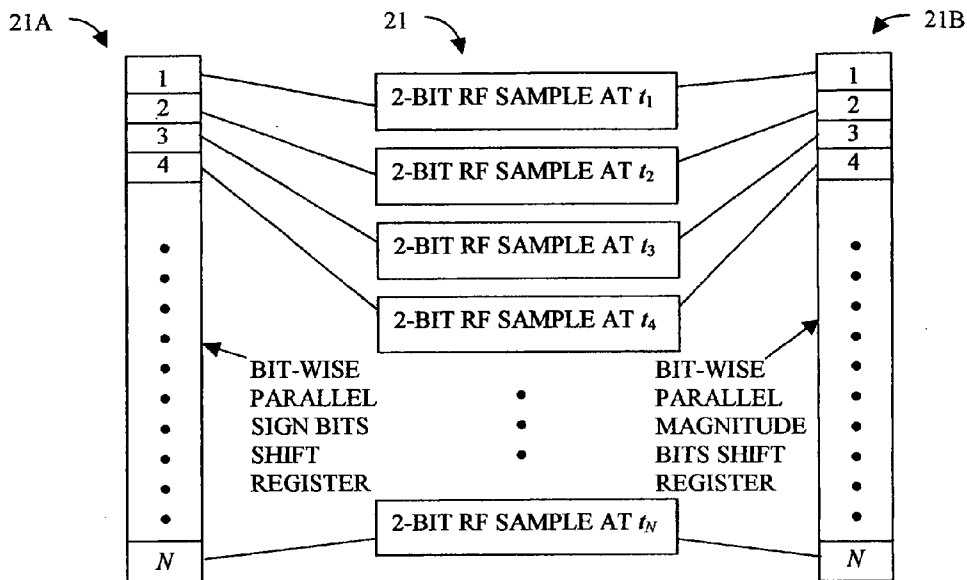 21A
21
21B
1
2-BIT RF SAMPLE AT t₁
1
2
2
3
2-BIT RF SAMPLE AT t₂
3
4
4
2-BIT RF SAMPLE AT t₃
2-BIT RF SAMPLE AT t₄
BIT-WISE
PARALLEL
SIGN BITS
SHIFT
REGISTER
BIT-WISE
PARALLEL
MAGNITUDE
BITS SHIFT
REGISTER
2-BIT RF SAMPLE AT t_N
N
N